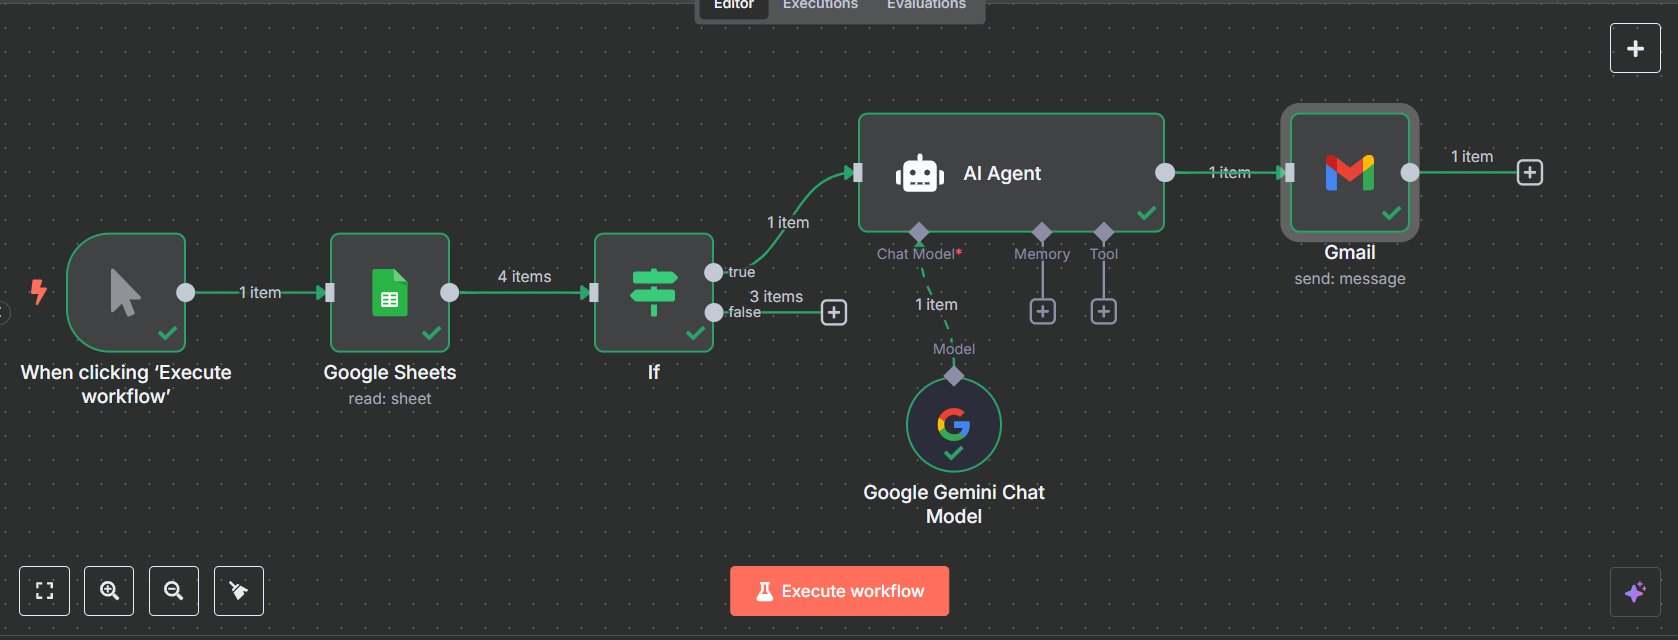 Editor Executions Evaluations
1 item
When clicking ‘Execute
workflow’
4 items
Google Sheets
read: sheet
true
false
If
1 item
3 items
AI Agent
Chat Model*
Memory
Tool
1 item
Model
Google Gemini Chat
Model
1 item
Gmail
send: message
1 item
Execute workflow